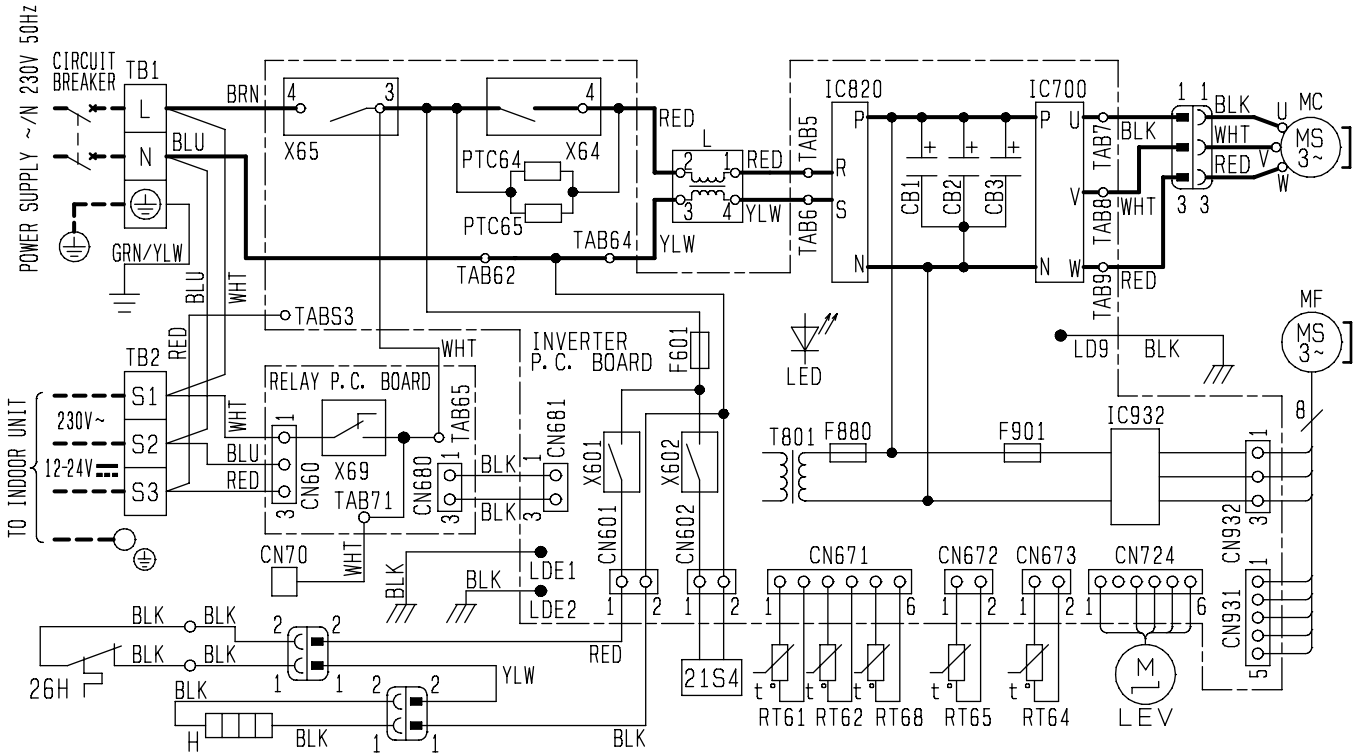 POWER SUPPLY ~/N 230V 50Hz
CIRCUIT
BREAKER
TB1
L
N
BRN
BLU
GRN/YLW
4
3
X65
4
X64
PTC64
PTC65
RED
YLW
TAB62
TAB64
L
2
1
3
4
RED
YLW
TAB5
TAB6
IC820
P
R
S
N
+
+
+
CB1
CB2
CB3
IC700
P
U
V
N
W
TAB7
TAB8
TAB9
BLK
WHT
RED
1
1
3
3
BLK
WHT
RED
U
V
W
MC
MS
3~
BLU
WHT
RED
TABS3
TB2
S1
S2
S3
TO INDOOR UNIT
230V~
12-24V
WHT
BLU
RED
RELAY P.C. BOARD
1
3
CN60
X69
TAB71
WHT
TAB65
CN680
1
3
BLK
BLK
CN681
1
3
CN70
WHT
BLK
BLK
LDE1
LDE2
INVERTER
P.C. BOARD
F601
X601
X602
CN601
1
2
CN602
1
2
LED
LD9
BLK
MF
MS
3~
8
T801
F880
F901
IC932
CN932
1
3
CN931
1
5
CN671
1
6
CN672
1
2
CN673
1
2
CN724
1
6
BLK
BLK
BLK
BLK
26H
2
2
1
1
RED
YLW
BLK
H
BLK
2
2
1
1
BLK
21S4
t°
RT61
t°
RT62
t°
RT68
t°
RT65
t°
RT64
M
LEV